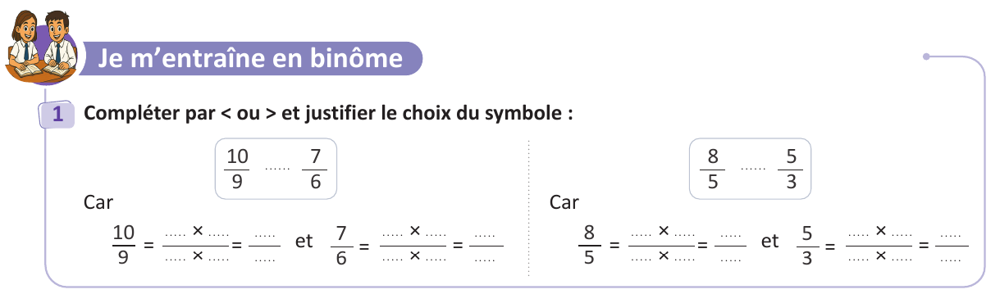 Je m'entraîne en binôme
1 Compléter par < ou > et justifier le choix du symbole :
10/9 ...... 7/6
Car
10/9 = ..... × ..... / ..... × ..... = ..... / ..... et 7/6 = ..... × ..... / ..... × ..... = ..... / .....
8/5 ...... 5/3
Car
8/5 = ..... × ..... / ..... × ..... = ..... / ..... et 5/3 = ..... × ..... / ..... × ..... = ..... / .....